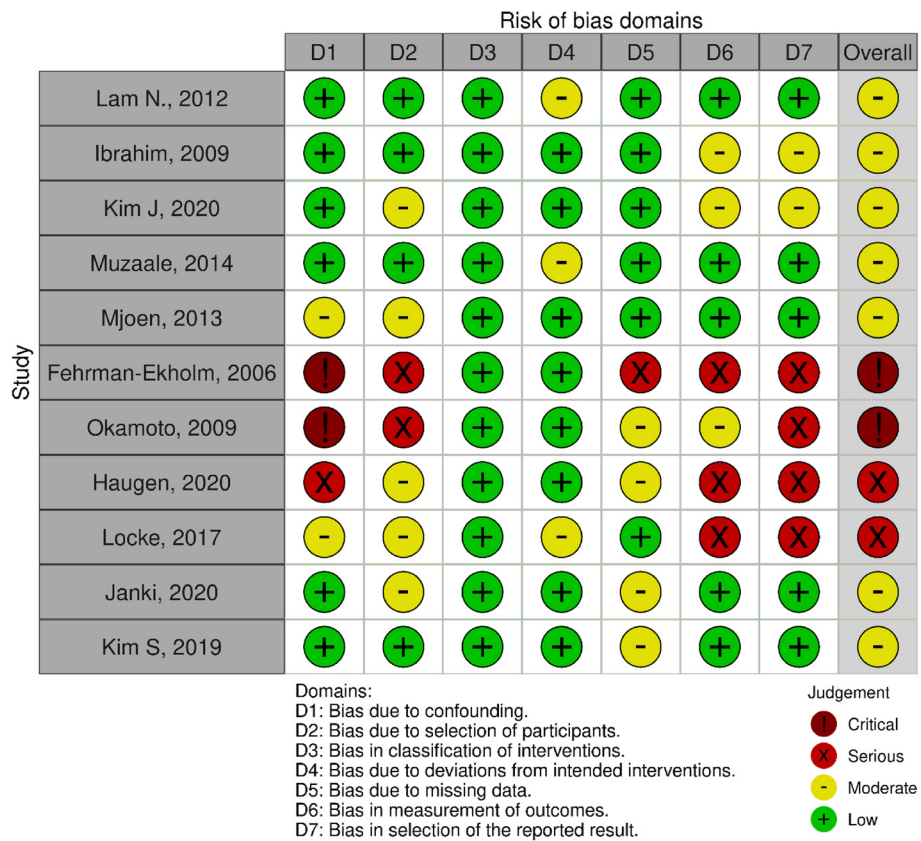 Risk of bias domains
D1 D2 D3 D4 D5 D6 D7 Overall
Study
Lam N., 2012 + + + - + + + -
Ibrahim, 2009 + + + + + - - -
Kim J, 2020 + - + + + - - -
Muzaale, 2014 + + + - + + + -
Mjoen, 2013 - - + + + + + -
Fehrman-Ekholm, 2006 ! X + + X X X !
Okamoto, 2009 ! X + + - - X !
Haugen, 2020 X - + + - X X X
Locke, 2017 - - + - + X X X
Janki, 2020 + - + + - + + -
Kim S, 2019 + + + + - + + -
Domains:
D1: Bias due to confounding.
D2: Bias due to selection of participants.
D3: Bias in classification of interventions.
D4: Bias due to deviations from intended interventions.
D5: Bias due to missing data.
D6: Bias in measurement of outcomes.
D7: Bias in selection of the reported result.
Judgement
! Critical
X Serious
- Moderate
+ Low